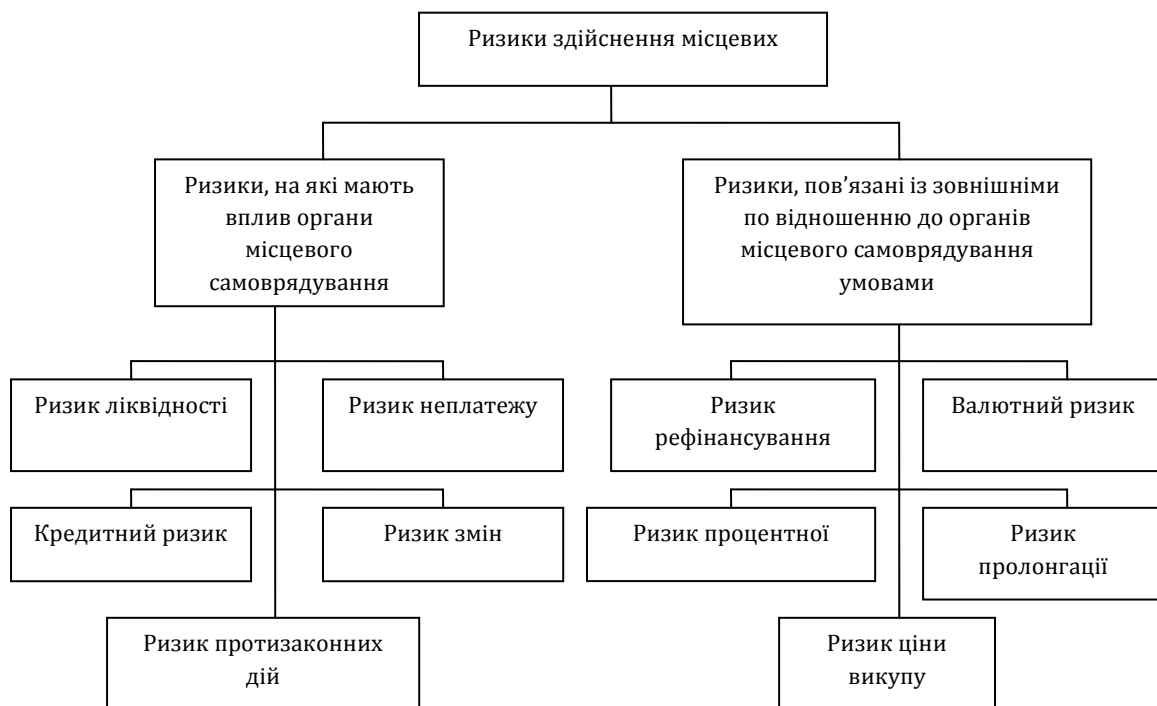 Ризики здійснення місцевих
Ризики, на які мають
вплив органи
місцевого
самоврядування
Ризики, пов’язані із зовнішніми
по відношенню до органів
місцевого самоврядування
умовами
Ризик ліквідності
Ризик неплатежу
Ризик
рефінансування
Валютний ризик
Кредитний ризик
Ризик змін
Ризик процентної
Ризик
пролонгації
Ризик протизаконних
дій
Ризик ціни
викупу